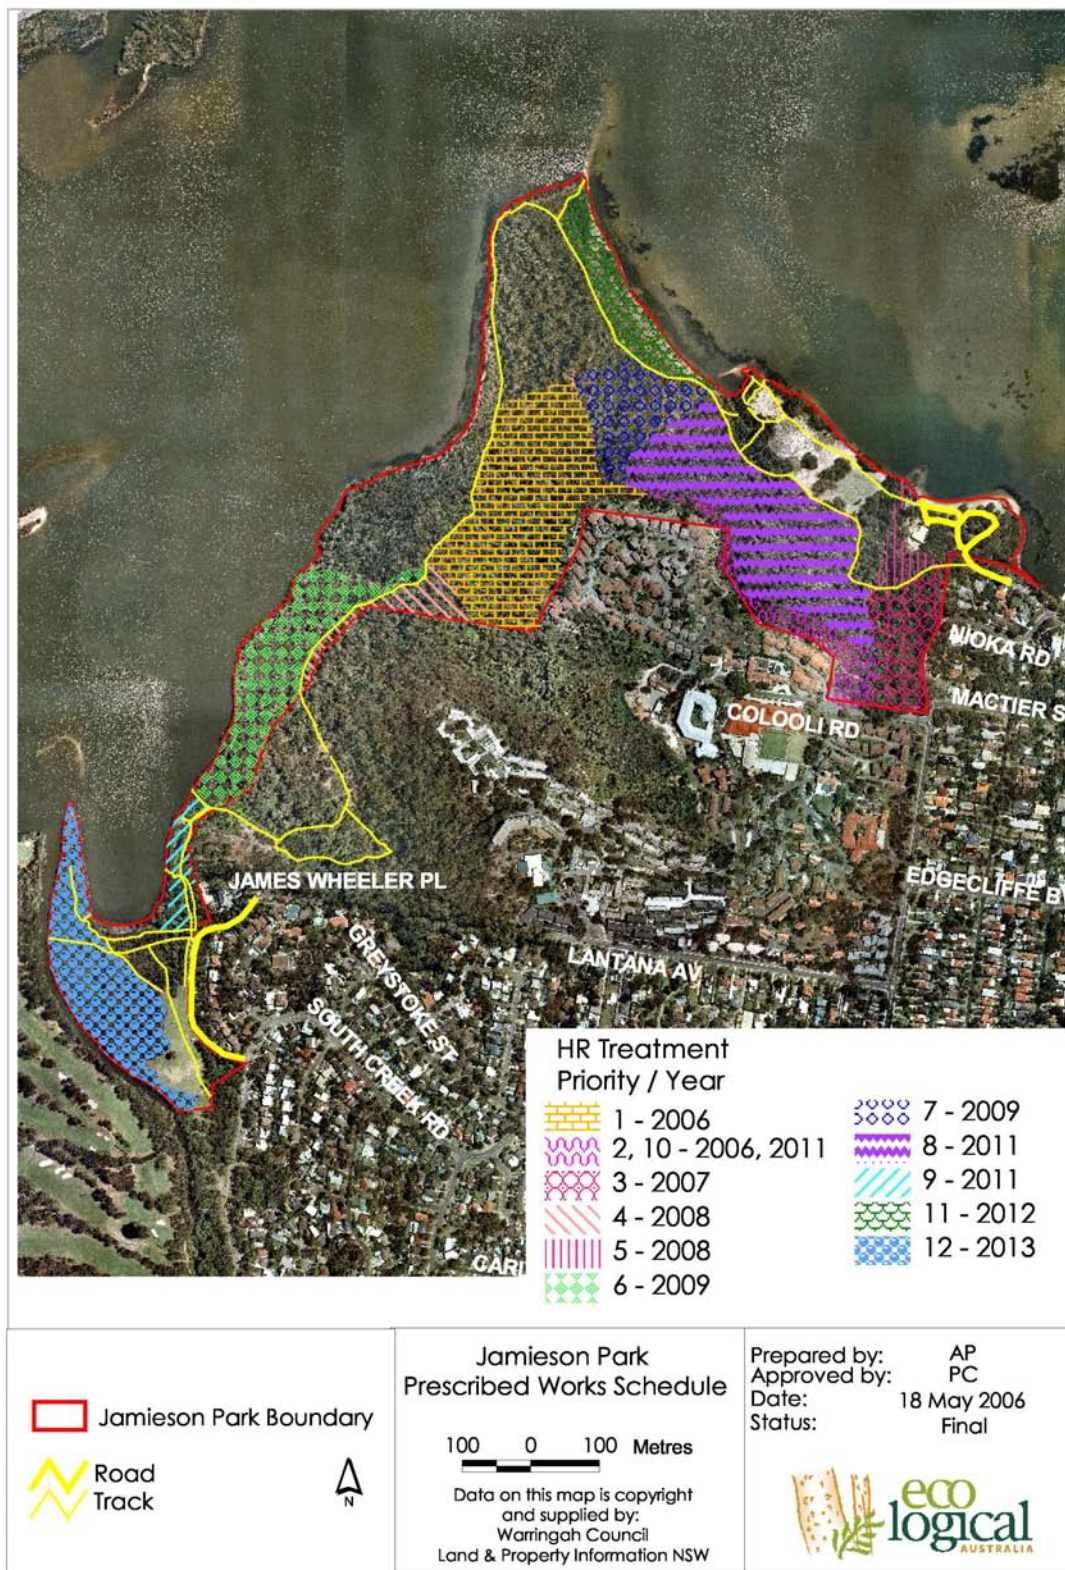 NIOKA RD
MACTIER S
COLOOLI RD
EDGECLIFFE B
JAMES WHEELER PL
GREYSTOKE ST
LANTANA AV
SOUTH CREEK RD
CARI
HR Treatment
Priority / Year
1 - 2006
2, 10 - 2006, 2011
3 - 2007
4 - 2008
5 - 2008
6 - 2009
7 - 2009
8 - 2011
9 - 2011
11 - 2012
12 - 2013
Jamieson Park Boundary
Road
Track
N
Jamieson Park
Prescribed Works Schedule
100 0 100 Metres
Data on this map is copyright
and supplied by:
Warringah Council
Land & Property Information NSW
Prepared by: AP
Approved by: PC
Date: 18 May 2006
Status: Final
eco
logical
AUSTRALIA